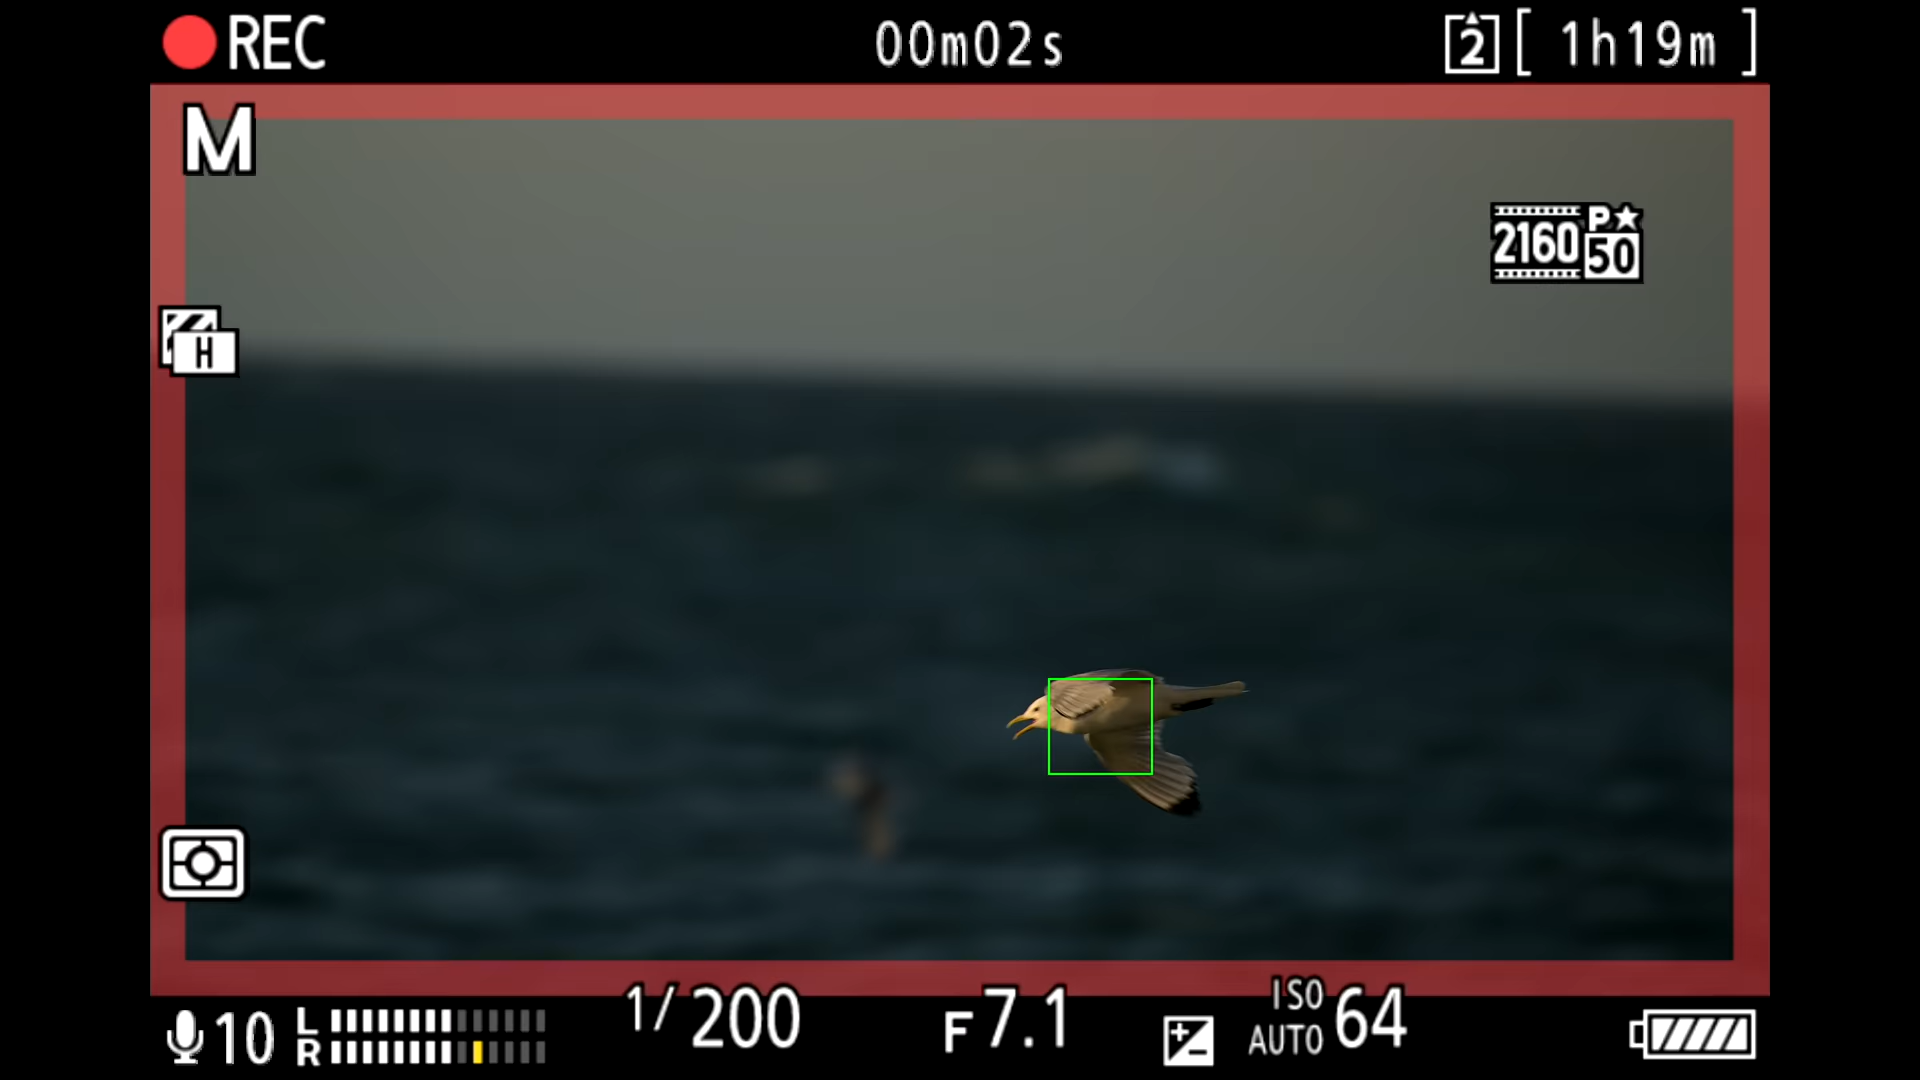 REC 00m02s 2 [ 1h19m ]
M
2160 P★ 50
H
10 L R 1/200 F7.1 ISO AUTO 64